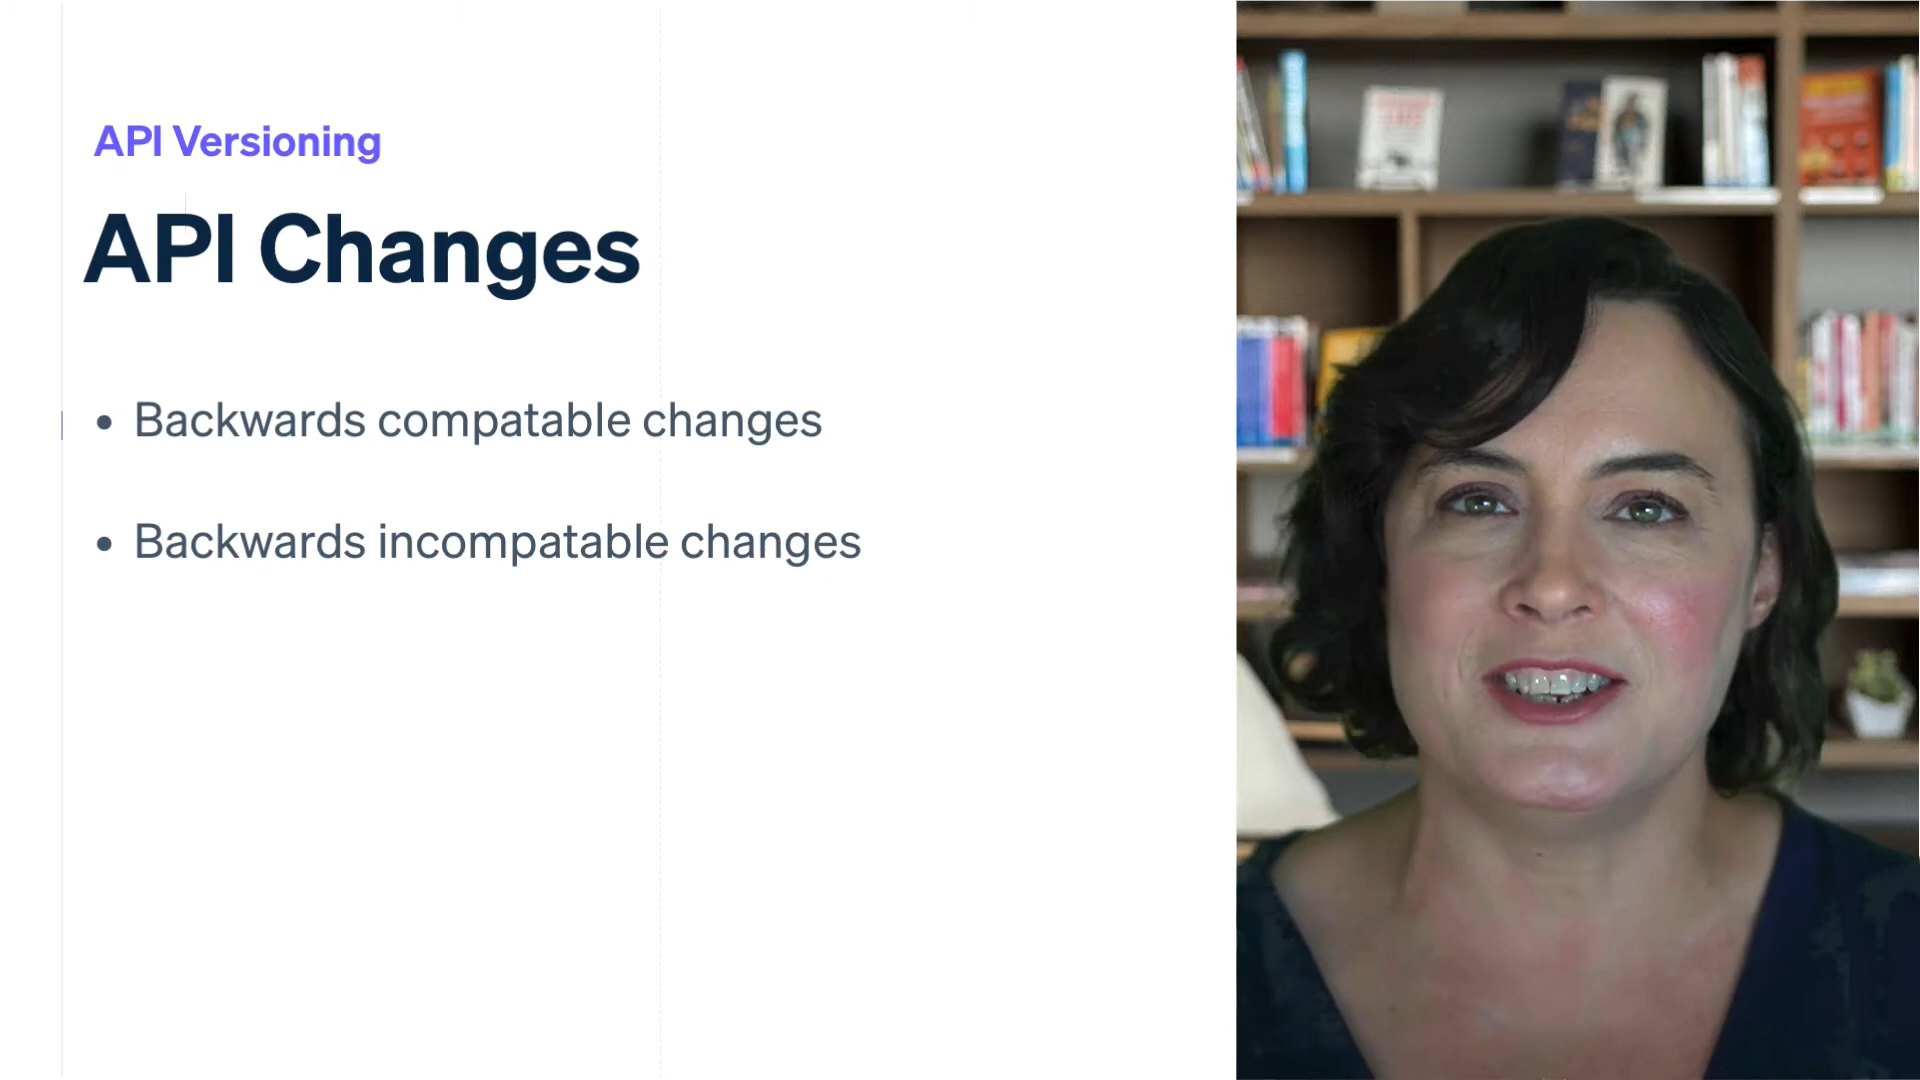 API Versioning
API Changes
• Backwards compatable changes
• Backwards incompatable changes